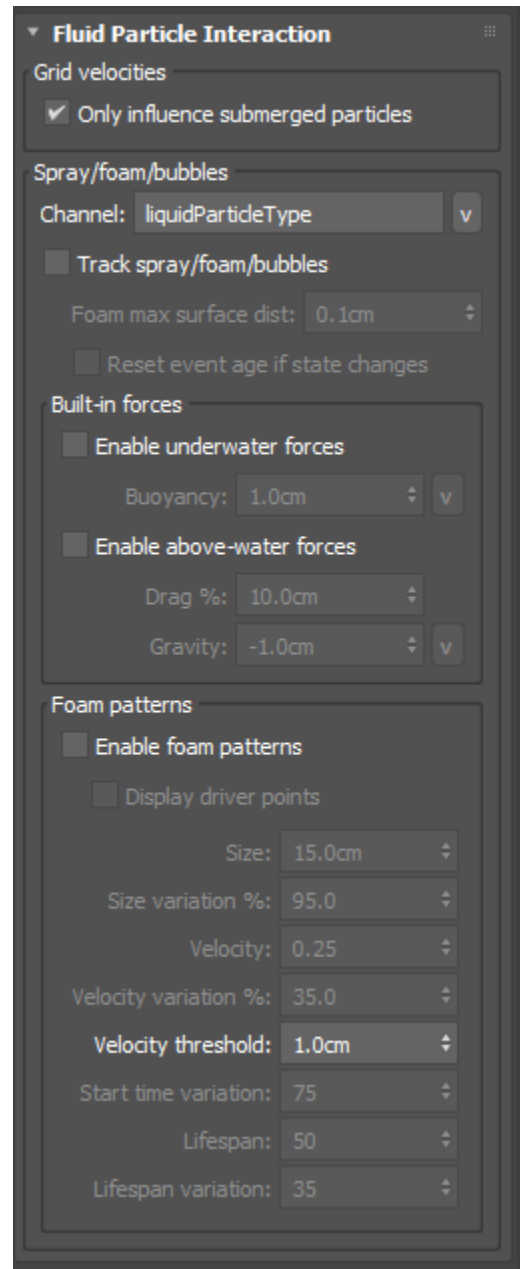 Fluid Particle Interaction
Grid velocities
Only influence submerged particles
Spray/foam/bubbles
Channel: liquidParticleType v
Track spray/foam/bubbles
Foam max surface dist: 0.1cm
Reset event age if state changes
Built-in forces
Enable underwater forces
Buoyancy: 1.0cm v
Enable above-water forces
Drag %: 10.0cm
Gravity: -1.0cm v
Foam patterns
Enable foam patterns
Display driver points
Size: 15.0cm
Size variation %: 95.0
Velocity: 0.25
Velocity variation %: 35.0
Velocity threshold: 1.0cm
Start time variation: 75
Lifespan: 50
Lifespan variation: 35